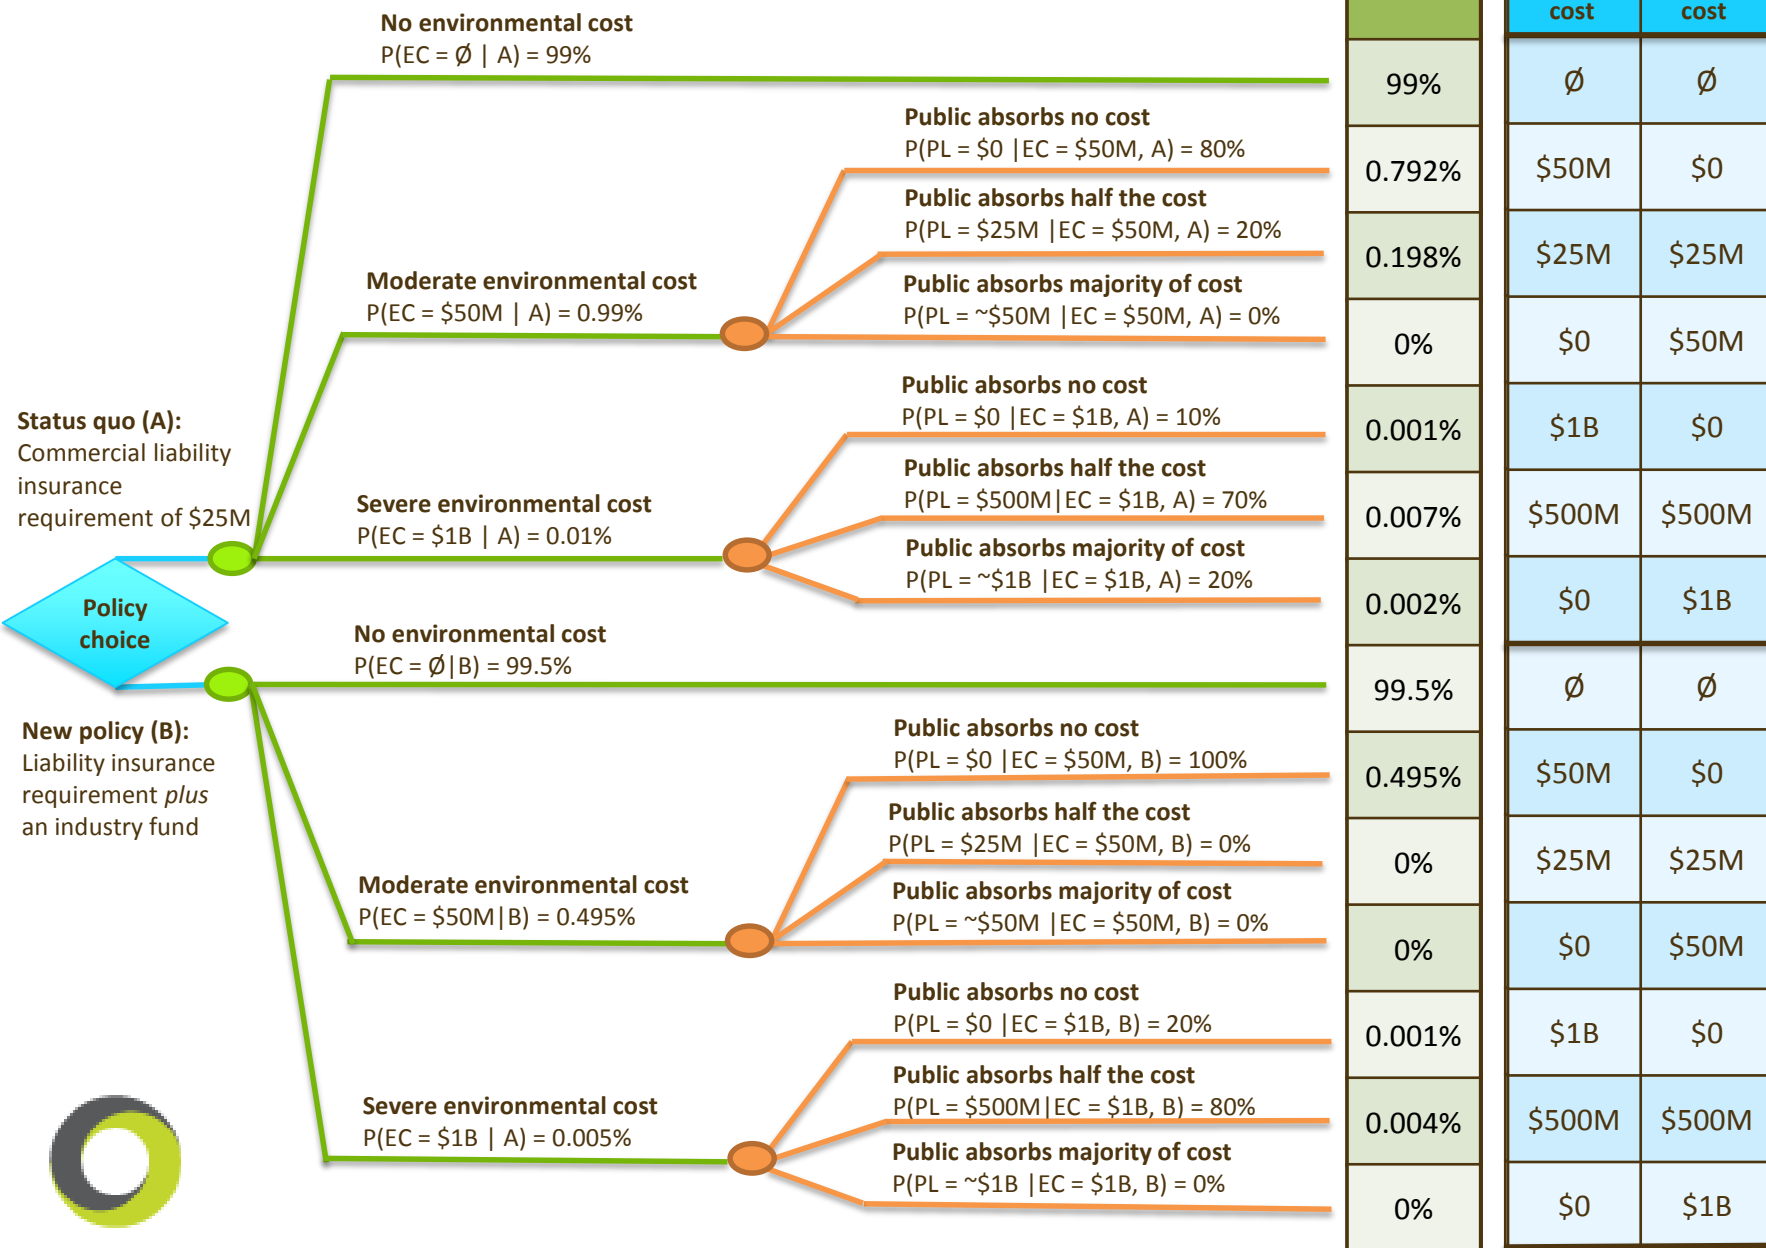 No environmental cost
P(EC = Ø | A) = 99%
Public absorbs no cost
P(PL = $0 |EC = $50M, A) = 80%
Public absorbs half the cost
P(PL = $25M |EC = $50M, A) = 20%
Moderate environmental cost
P(EC = $50M | A) = 0.99%
Public absorbs majority of cost
P(PL = ~$50M |EC = $50M, A) = 0%
Public absorbs no cost
P(PL = $0 |EC = $1B, A) = 10%
Status quo (A):
Commercial liability
insurance
requirement of $25M
Public absorbs half the cost
P(PL = $500M|EC = $1B, A) = 70%
Severe environmental cost
P(EC = $1B | A) = 0.01%
Public absorbs majority of cost
P(PL = ~$1B |EC = $1B, A) = 20%
Policy
choice
No environmental cost
P(EC = Ø|B) = 99.5%
New policy (B):
Liability insurance
requirement plus
an industry fund
Public absorbs no cost
P(PL = $0 |EC = $50M, B) = 100%
Public absorbs half the cost
P(PL = $25M |EC = $50M, B) = 0%
Moderate environmental cost
P(EC = $50M|B) = 0.495%
Public absorbs majority of cost
P(PL = ~$50M |EC = $50M, B) = 0%
Public absorbs no cost
P(PL = $0 |EC = $1B, B) = 20%
Public absorbs half the cost
P(PL = $500M|EC = $1B, B) = 80%
Severe environmental cost
P(EC = $1B | A) = 0.005%
Public absorbs majority of cost
P(PL = ~$1B |EC = $1B, B) = 0%
cost cost
99% Ø Ø
0.792% $50M $0
0.198% $25M $25M
0% $0 $50M
0.001% $1B $0
0.007% $500M $500M
0.002% $0 $1B
99.5% Ø Ø
0.495% $50M $0
0% $25M $25M
0% $0 $50M
0.001% $1B $0
0.004% $500M $500M
0% $0 $1B